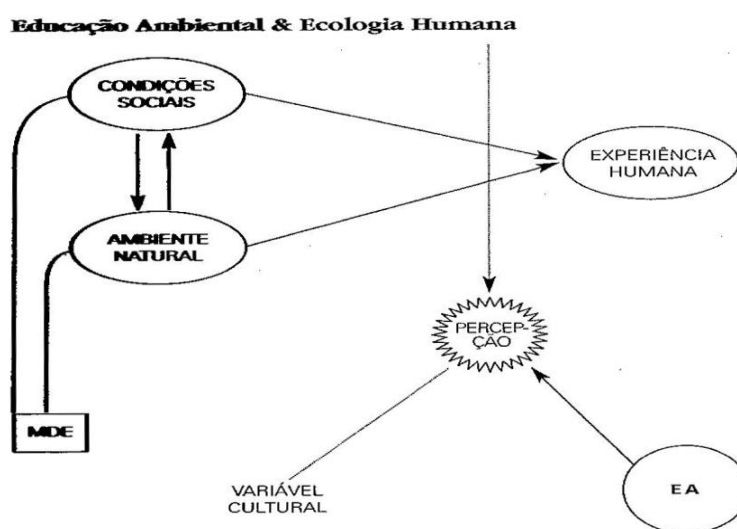 Educação Ambiental & Ecologia Humana
CONDIÇÕES
SOCIAIS
EXPERIÊNCIA
HUMANA
AMBIENTE
NATURAL
PERCEP-
ÇÃO
MDE
VARIÁVEL
CULTURAL
EA